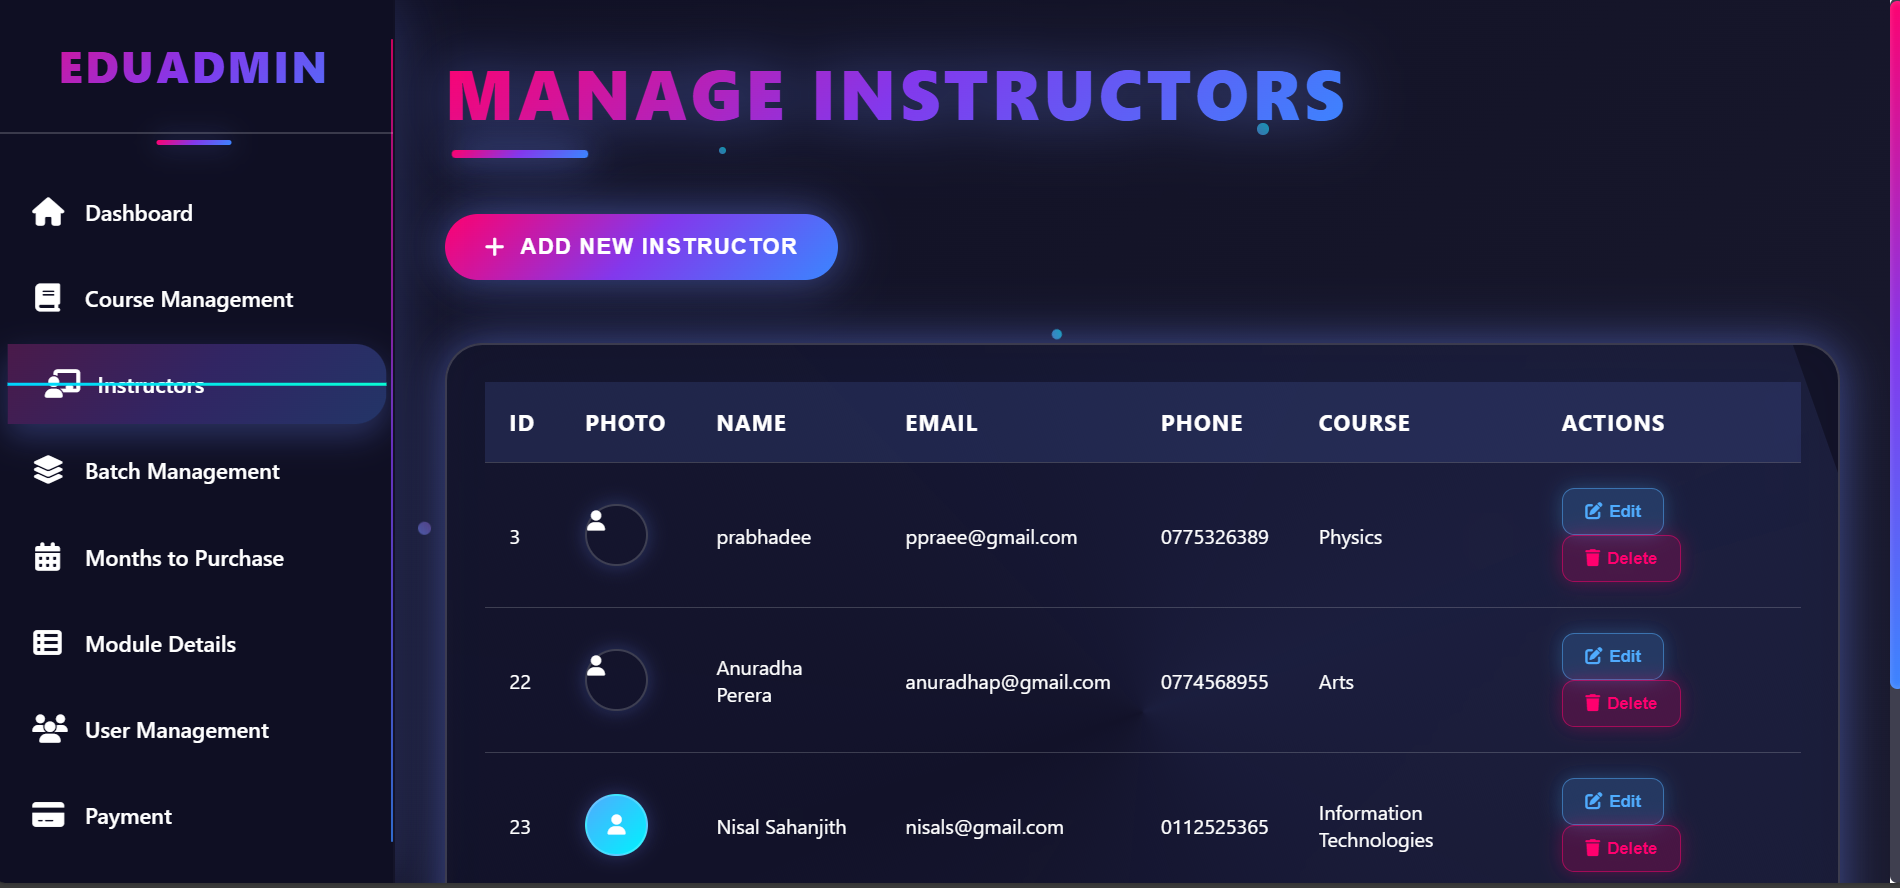 EDUADMIN
Dashboard
Course Management
Instructors
Batch Management
Months to Purchase
Module Details
User Management
Payment
MANAGE INSTRUCTORS
+ ADD NEW INSTRUCTOR
ID PHOTO NAME EMAIL PHONE COURSE ACTIONS
3 prabhadee ppraee@gmail.com 0775326389 Physics
Edit
Delete
22 Anuradha
Perera anuradhap@gmail.com 0774568955 Arts
Edit
Delete
23 Nisal Sahanjith nisals@gmail.com 0112525365 Information
Technologies
Edit
Delete